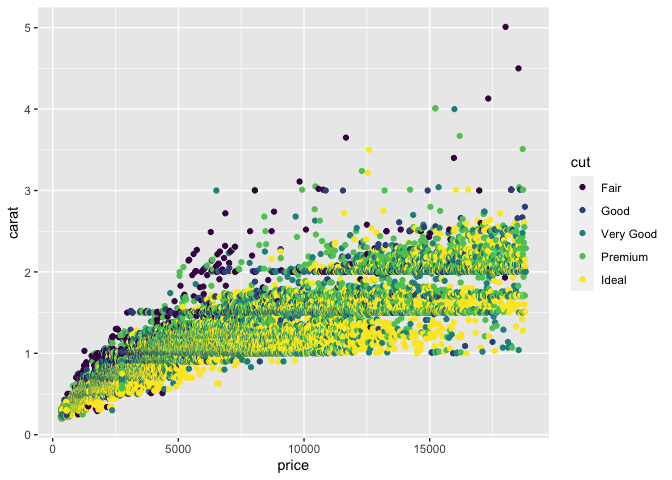 5
4
3
2
1
0
carat
0 5000 10000 15000
price
cut
Fair
Good
Very Good
Premium
Ideal